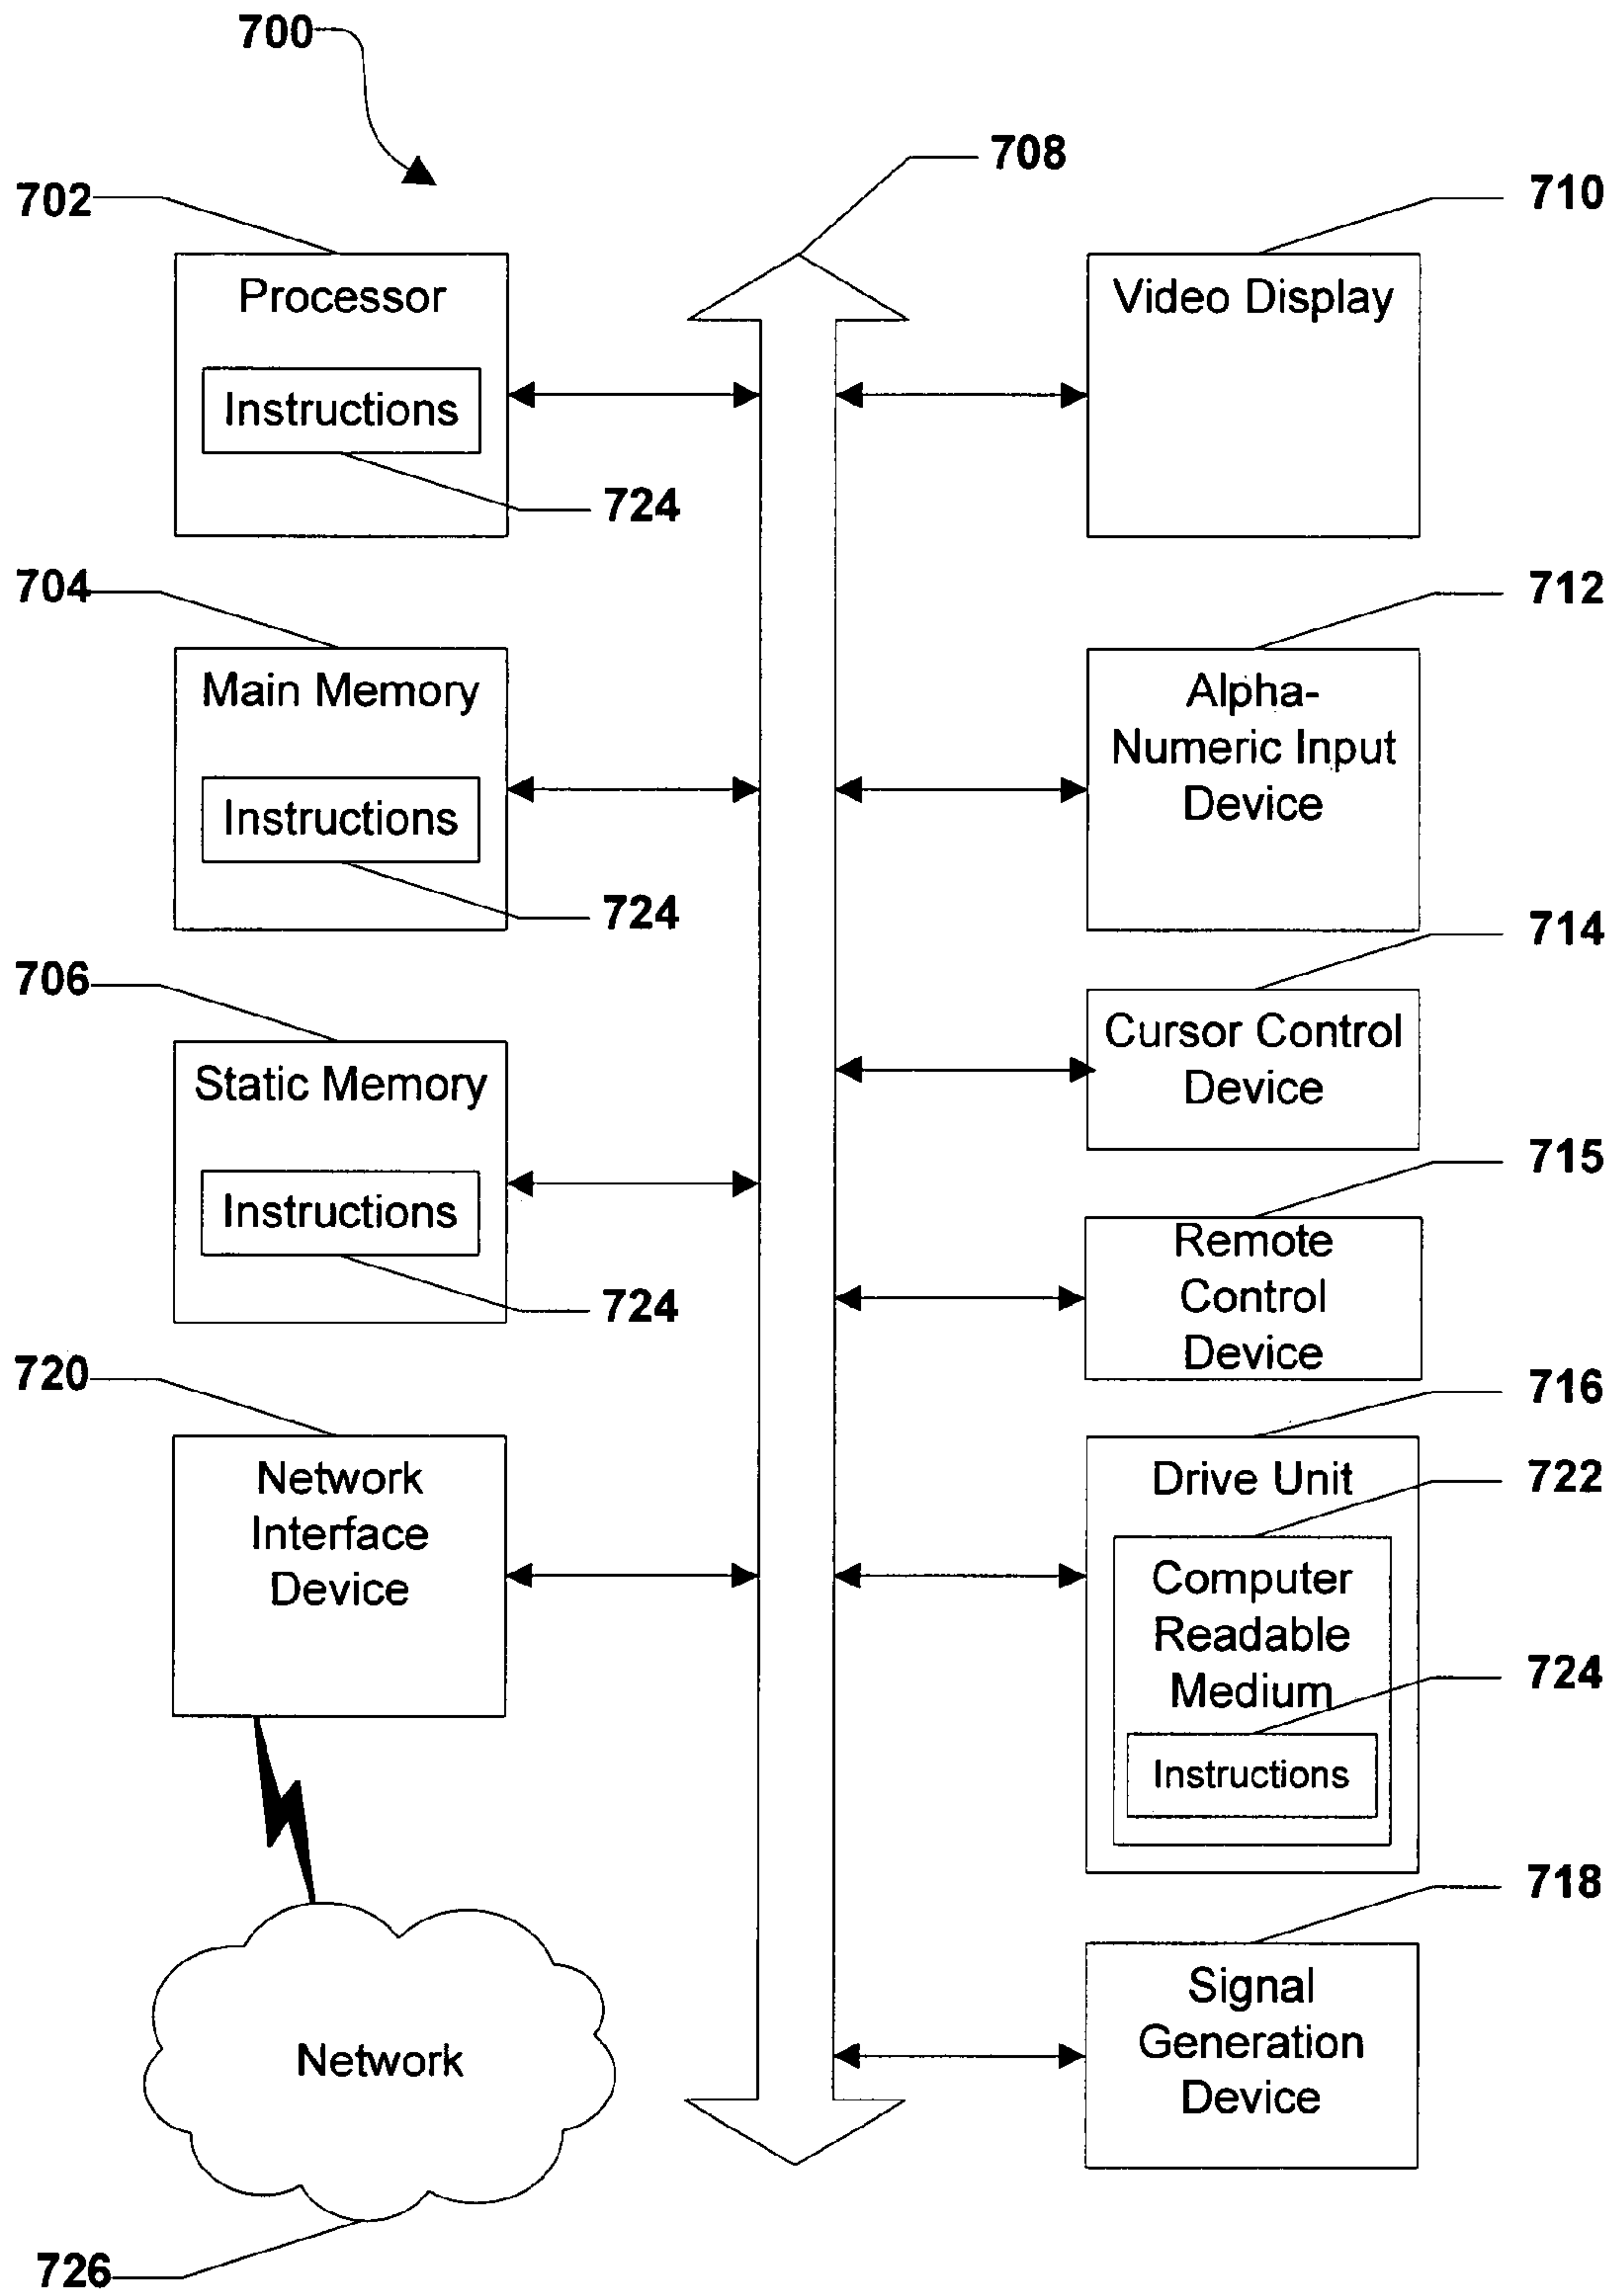 700
708
702
710
Processor
Instructions
724
Video Display
704
712
Main Memory
Instructions
724
Alpha-
Numeric Input
Device
714
706
Cursor Control
Device
Static Memory
Instructions
724
715
Remote
Control
Device
720
716
Network
Interface
Device
Drive Unit
722
Computer
Readable
Medium
724
Instructions
718
Signal
Generation
Device
Network
726